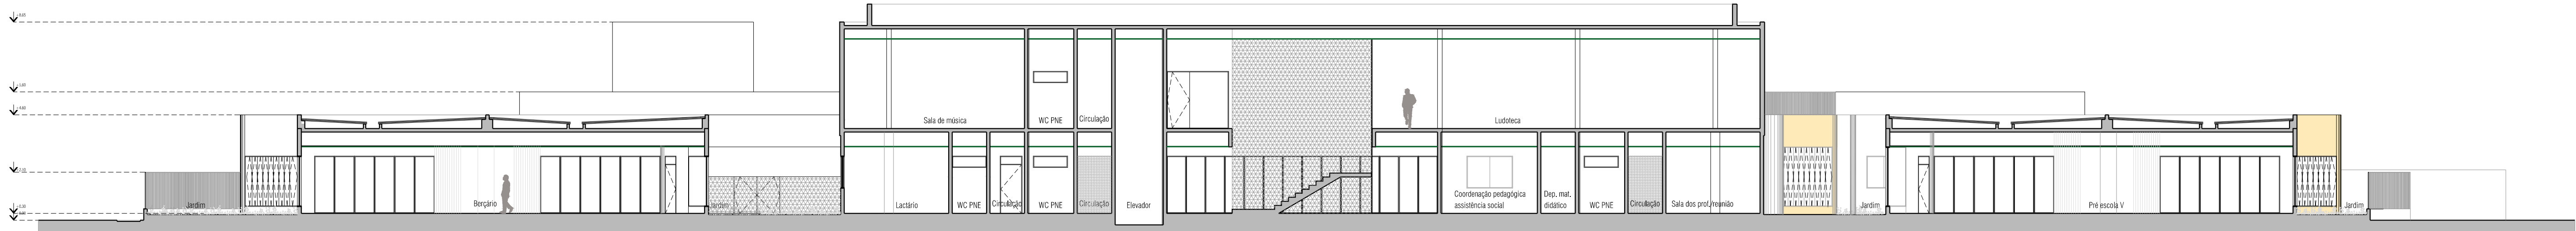 Sala de música
WC PNE
Circulação
Ludoteca
Jardim
Berçário
Jardim
Lactário
WC PNE
Circulação
WC PNE
Circulação
Elevador
Coordenação pedagógica
assistência social
Dep. mat.
didático
WC PNE
Circulação
Sala dos prof./reunião
Jardim
Pré escola V
Jardim